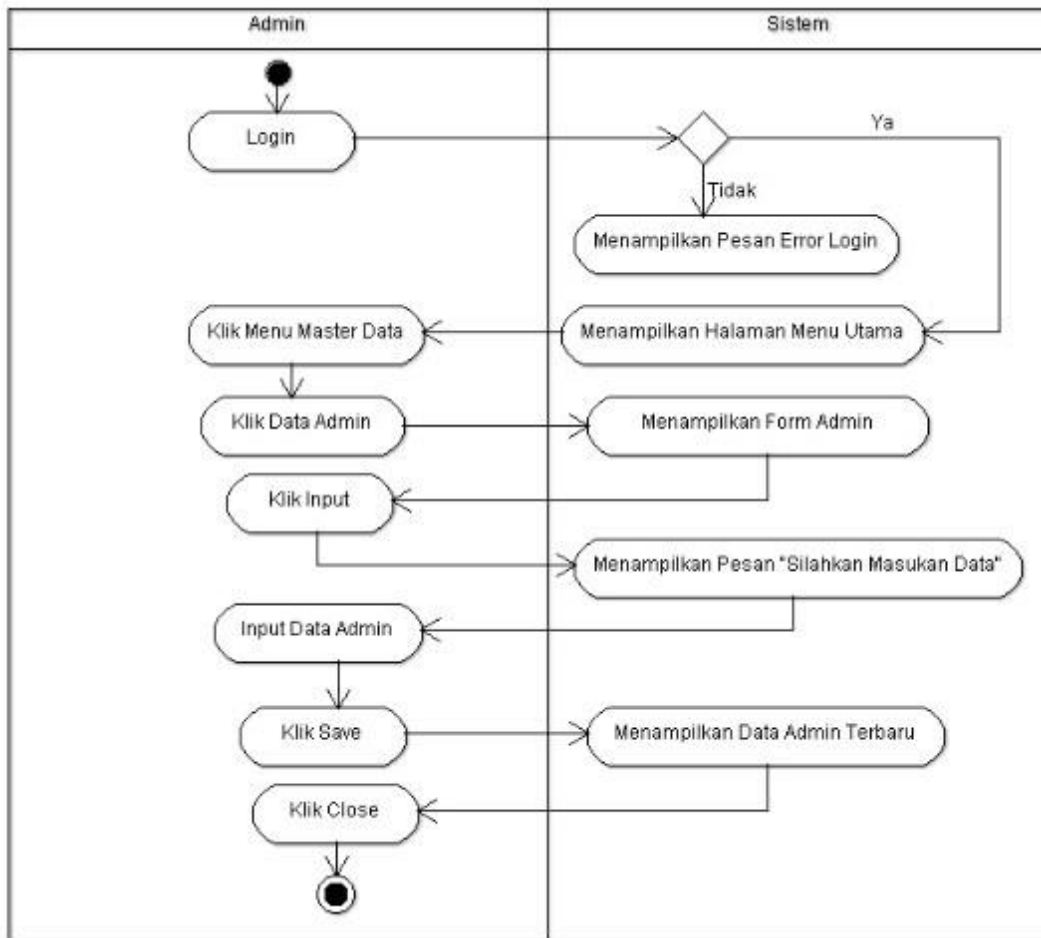 Admin
Sistem
Login
Ya
Tidak
Menampilkan Pesan Error Login
Klik Menu Master Data
Menampilkan Halaman Menu Utama
Klik Data Admin
Menampilkan Form Admin
Klik Input
Menampilkan Pesan "Silahkan Masukan Data"
Input Data Admin
Klik Save
Menampilkan Data Admin Terbaru
Klik Close